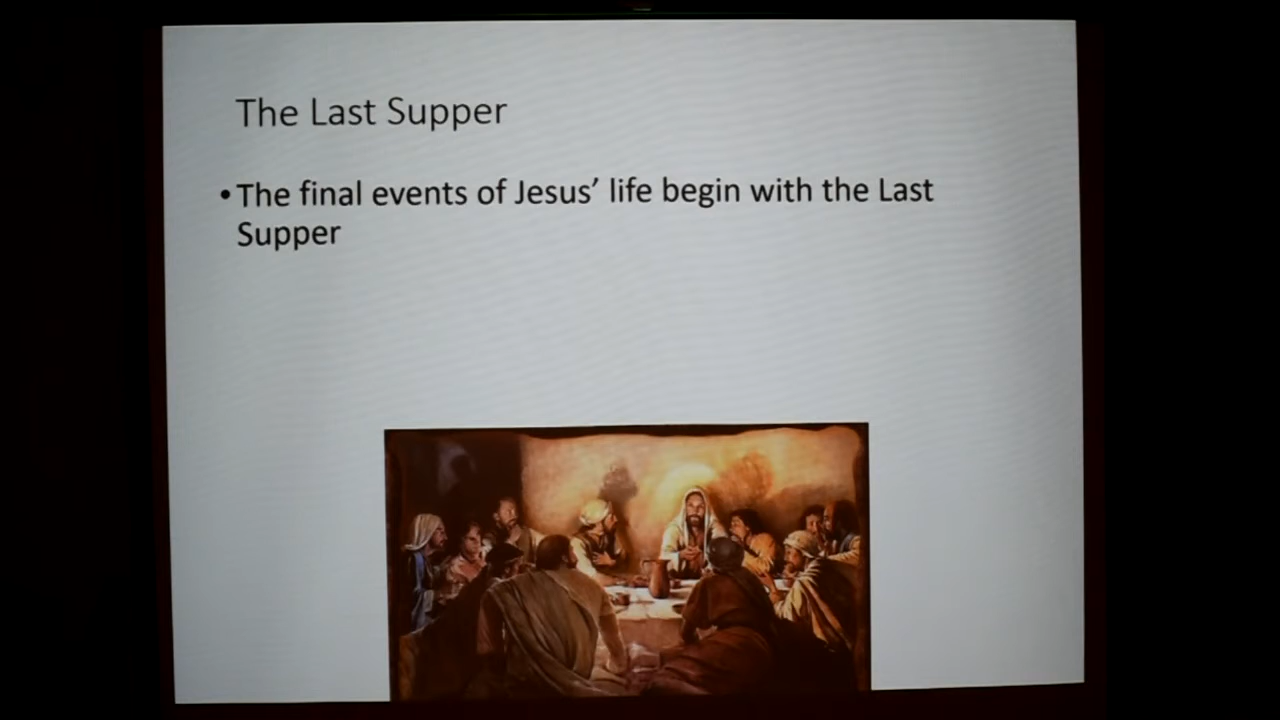 The Last Supper
• The final events of Jesus’ life begin with the Last
Supper